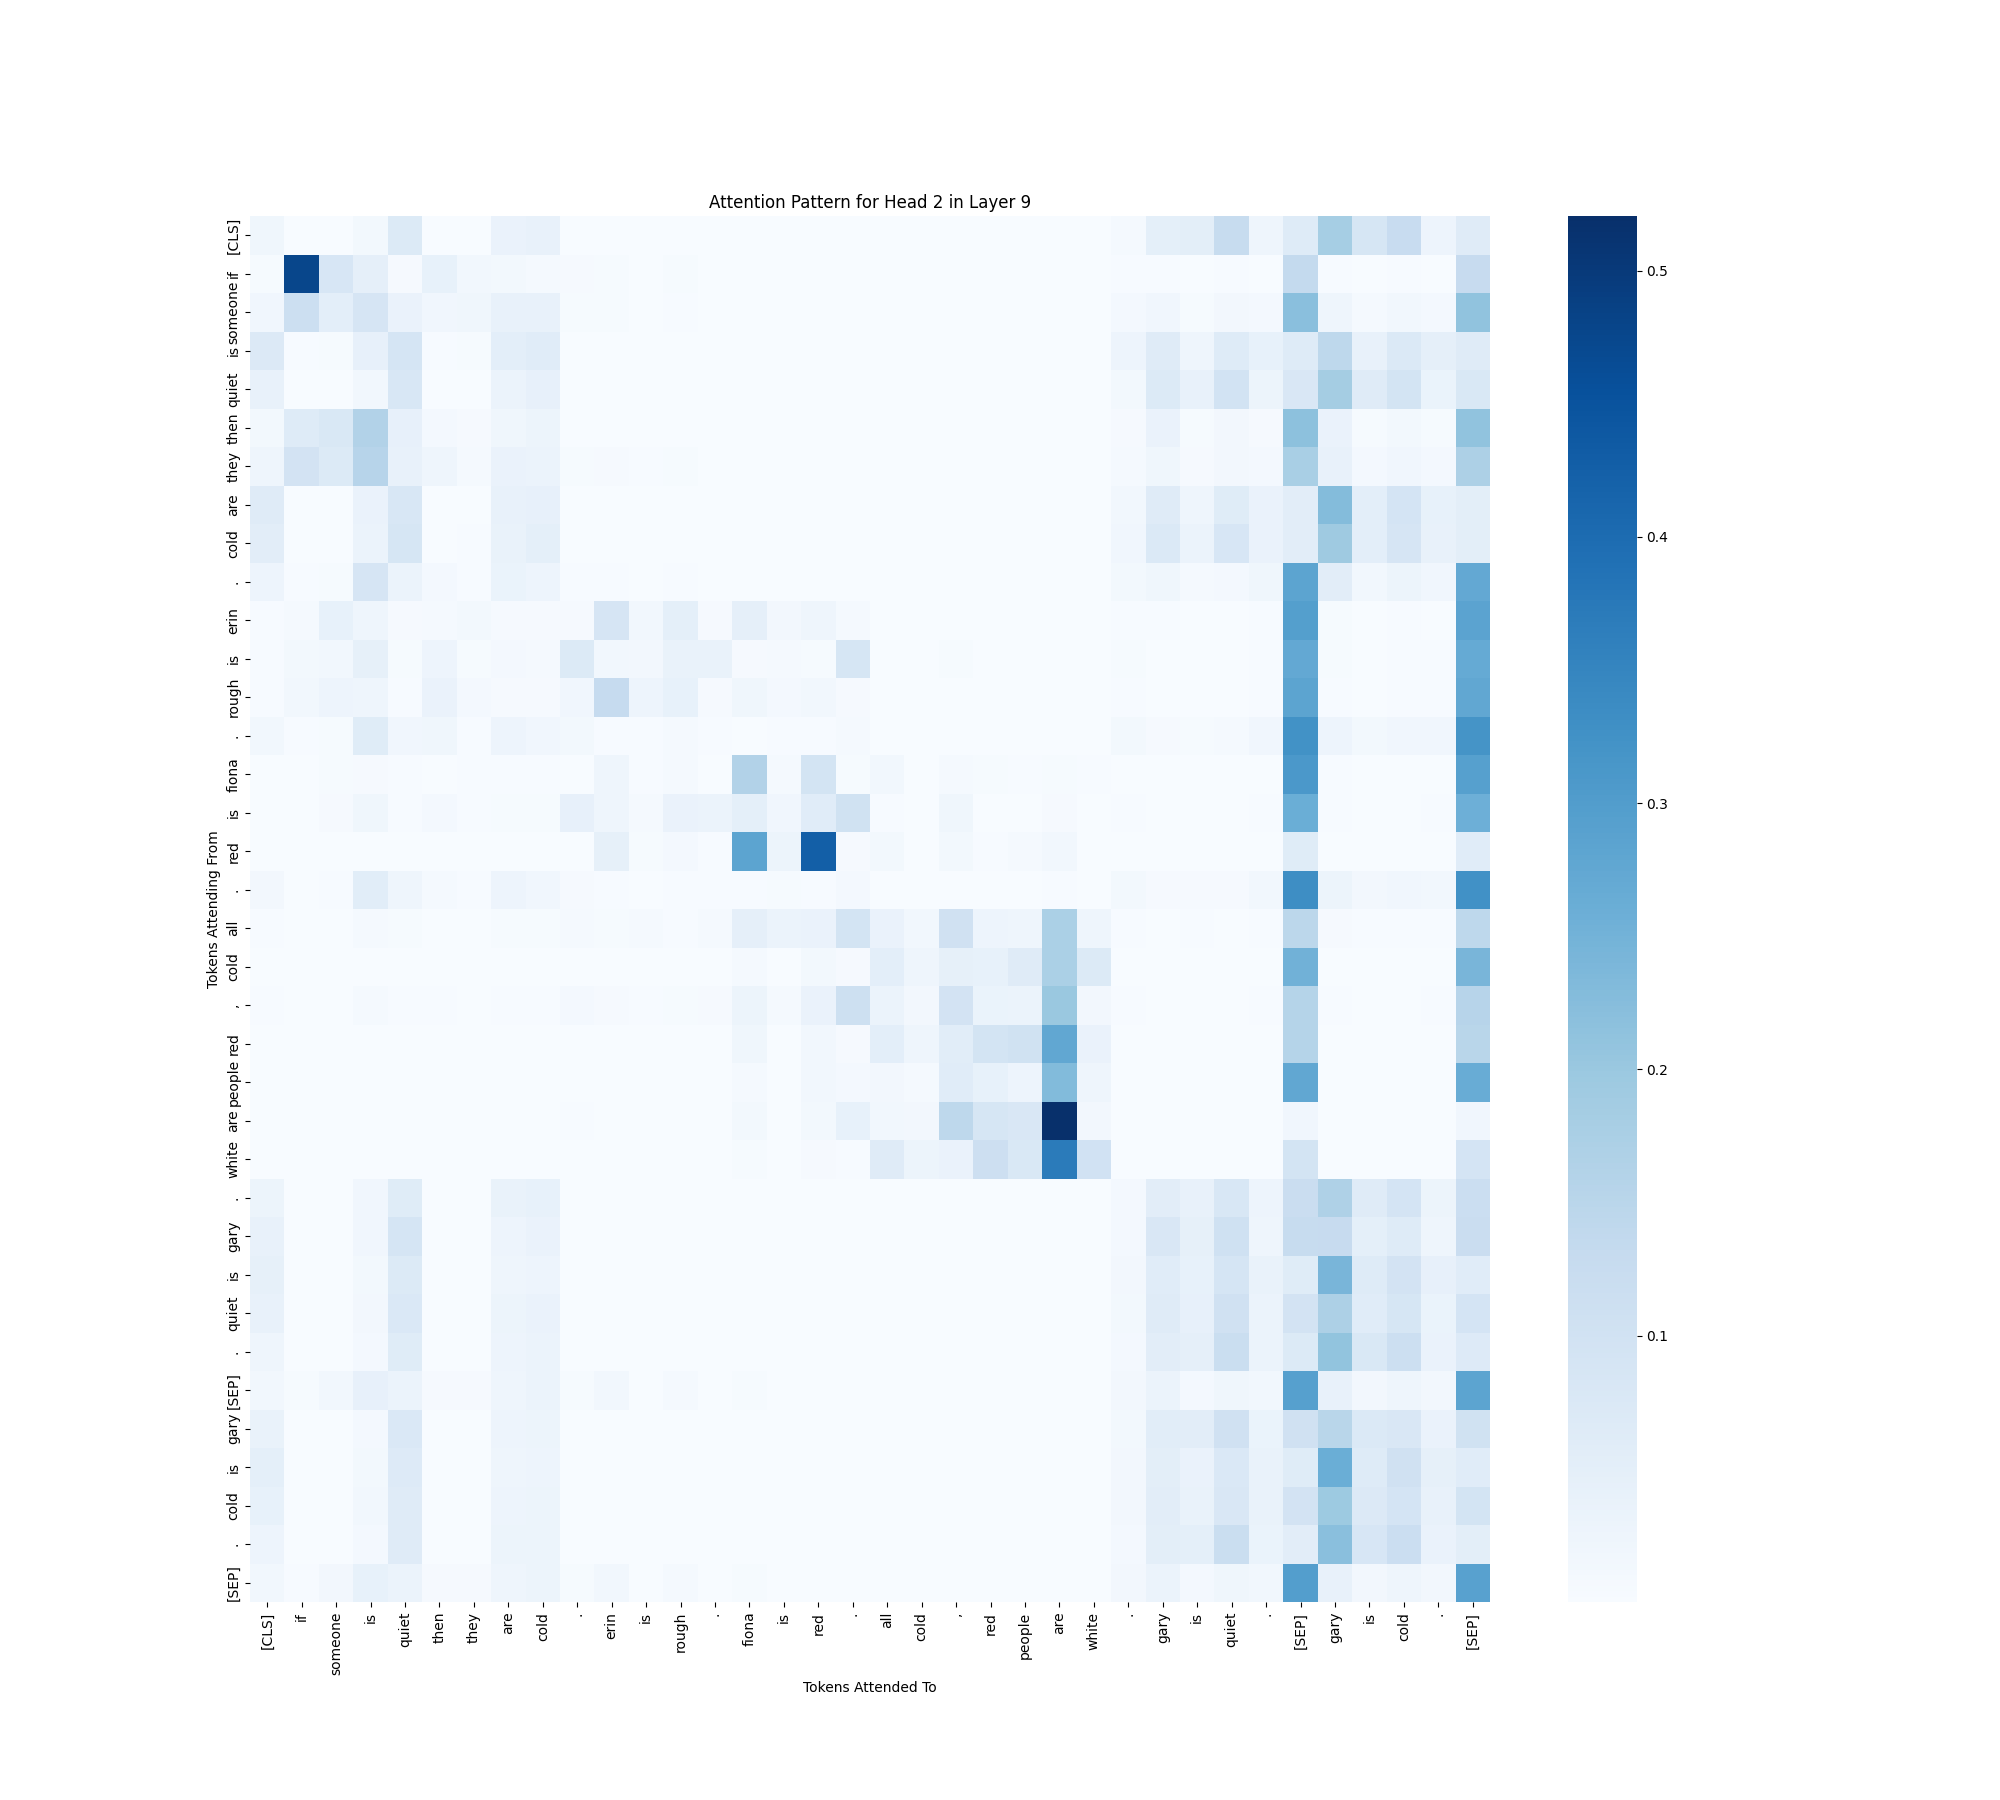 Attention Pattern for Head 2 in Layer 9
Tokens Attending From
[CLS]
if
someone
is
quiet
then
they
are
cold
.
erin
is
rough
.
fiona
is
red
.
all
cold
,
red
people
are
white
.
gary
is
quiet
.
[SEP]
gary
is
cold
.
[SEP]
[CLS]
if
someone
is
quiet
then
they
are
cold
.
erin
is
rough
.
fiona
is
red
.
all
cold
,
red
people
are
white
.
gary
is
quiet
.
[SEP]
gary
is
cold
.
[SEP]
Tokens Attended To
0.5
0.4
0.3
0.2
0.1